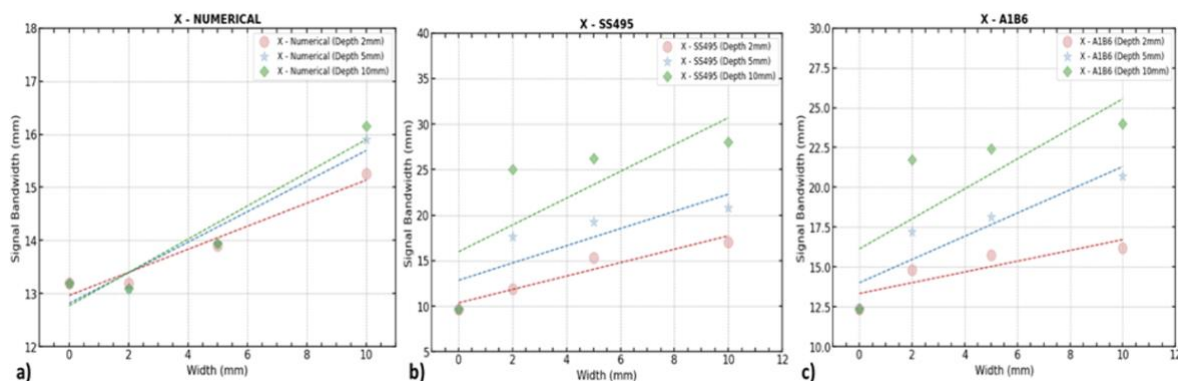 X - NUMERICAL
X - Numerical (Depth 2mm)
X - Numerical (Depth 5mm)
X - Numerical (Depth 10mm)
Signal Bandwidth (mm)
18
17
16
15
14
13
12
0
2
4
6
8
10
Width (mm)
a)
X - SS495
X - SS495 (Depth 2mm)
X - SS495 (Depth 5mm)
X - SS495 (Depth 10mm)
Signal Bandwidth (mm)
40
35
30
25
20
15
10
5
0
2
4
6
8
10
12
Width (mm)
b)
X - A1B6
X - A1B6 (Depth 2mm)
X - A1B6 (Depth 5mm)
X - A1B6 (Depth 10mm)
Signal Bandwidth (mm)
30.0
27.5
25.0
22.5
20.0
17.5
15.0
12.5
10.0
0
2
4
6
8
10
12
Width (mm)
c)